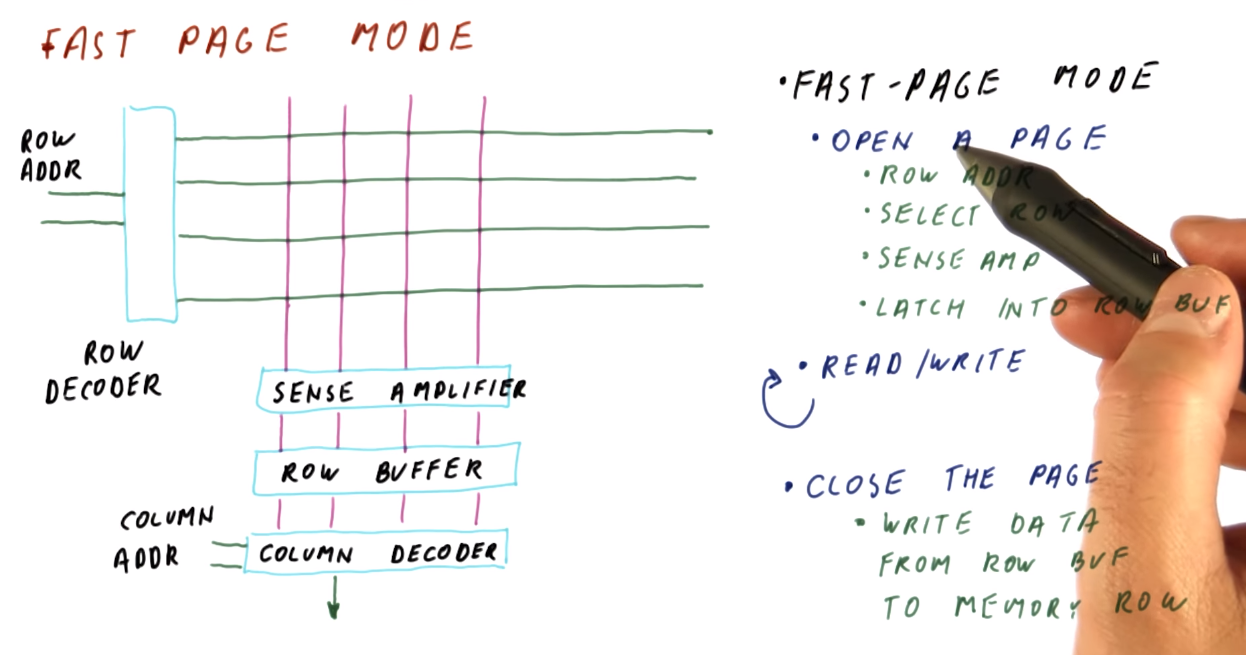 FAST PAGE MODE
ROW
ADDR
ROW
DECODER
SENSE AMPLIFIER
ROW BUFFER
COLUMN
ADDR
COLUMN DECODER
• FAST-PAGE MODE
• OPEN A PAGE
• ROW ADDR
• SELECT ROW
• SENSE AMP
• LATCH INTO ROW BUF
• READ/WRITE
• CLOSE THE PAGE
• WRITE DATA
FROM ROW BUF
TO MEMORY ROW